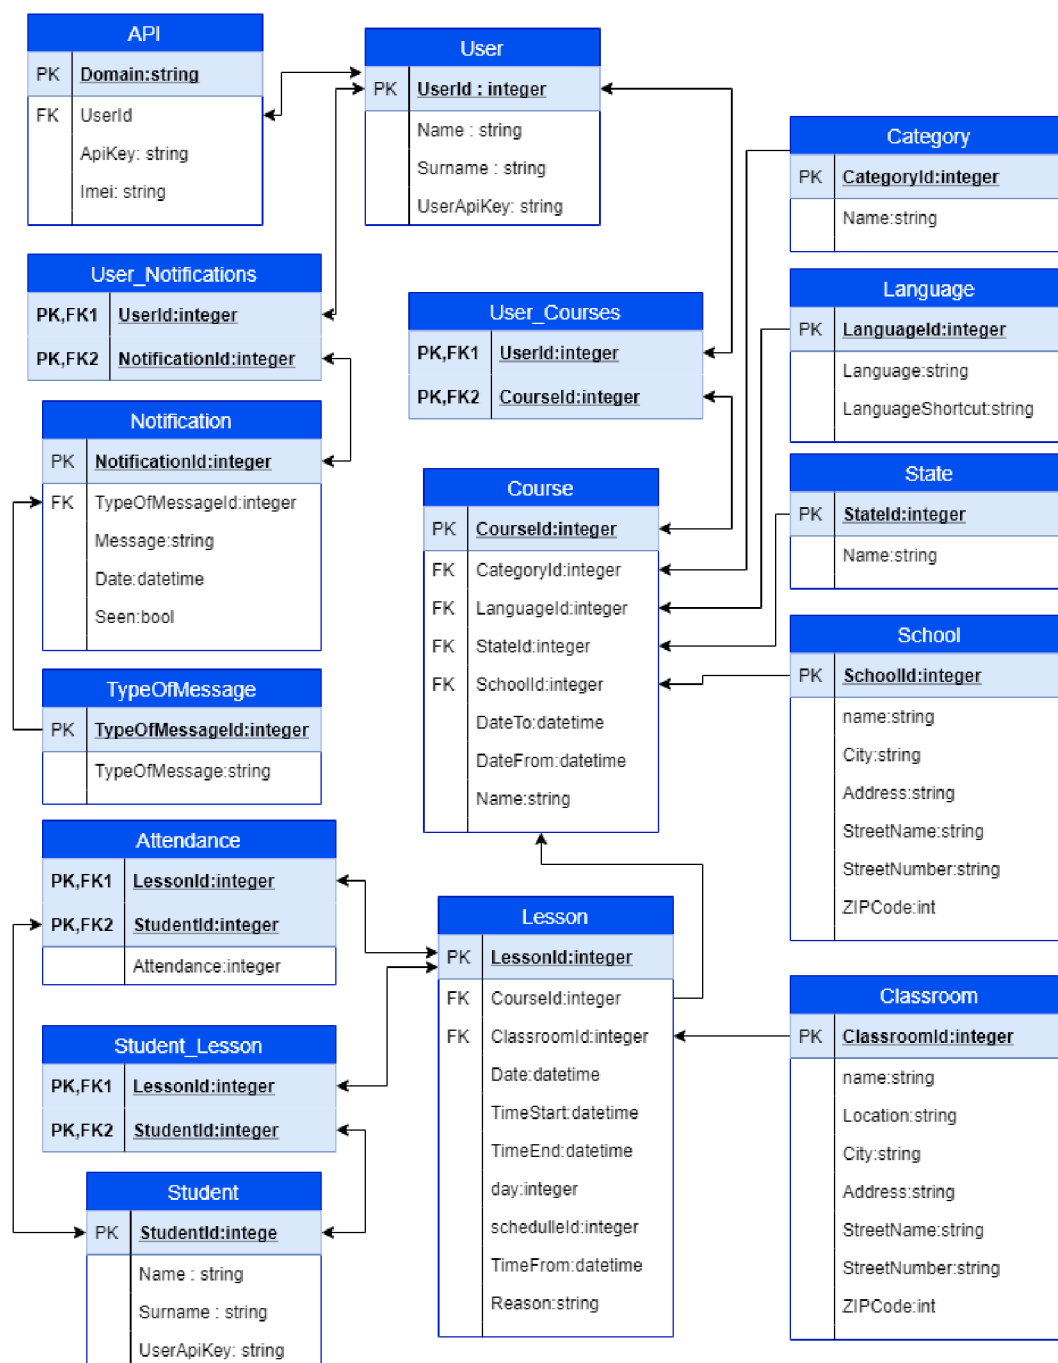 API
PK Domain:string
FK UserId
ApiKey: string
Imei: string
User
PK UserId : integer
Name : string
Surname : string
UserApiKey: string
Category
PK CategoryId:integer
Name:string
User_Notifications
PK,FK1 UserId:integer
PK,FK2 NotificationId:integer
User_Courses
PK,FK1 UserId:integer
PK,FK2 CourseId:integer
Language
PK LanguageId:integer
Language:string
LanguageShortcut:string
Notification
PK NotificationId:integer
FK TypeOfMessageId:integer
Message:string
Date:datetime
Seen:bool
Course
PK CourseId:integer
FK CategoryId:integer
FK LanguageId:integer
FK StateId:integer
FK SchoolId:integer
DateTo:datetime
DateFrom:datetime
Name:string
State
PK StateId:integer
Name:string
School
PK SchoolId:integer
name:string
City:string
Address:string
StreetName:string
StreetNumber:string
ZIPCode:int
TypeOfMessage
PK TypeOfMessageId:integer
TypeOfMessage:string
Attendance
PK,FK1 LessonId:integer
PK,FK2 StudentId:integer
Attendance:integer
Lesson
PK LessonId:integer
FK CourseId:integer
FK ClassroomId:integer
Date:datetime
TimeStart:datetime
TimeEnd:datetime
day:integer
schedulleId:integer
TimeFrom:datetime
Reason:string
Classroom
PK ClassroomId:integer
name:string
Location:string
City:string
Address:string
StreetName:string
StreetNumber:string
ZIPCode:int
Student_Lesson
PK,FK1 LessonId:integer
PK,FK2 StudentId:integer
Student
PK StudentId:intege
Name : string
Surname : string
UserApiKey: string